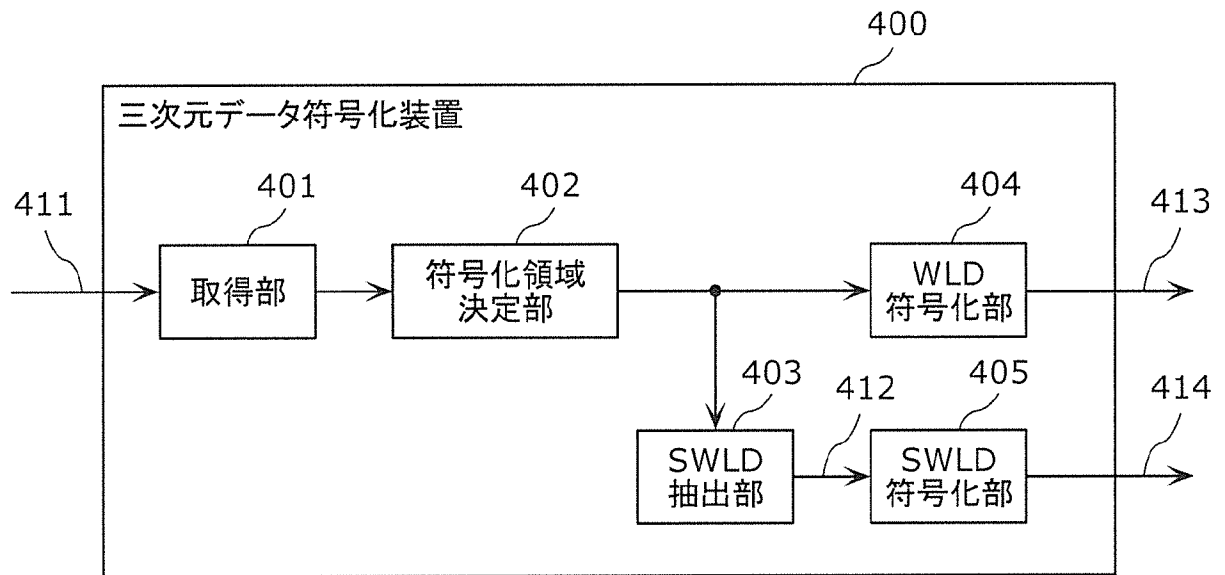 400
三次元データ符号化装置
411
401
402
404
413
取得部
符号化領域
決定部
WLD
符号化部
403
412
405
414
SWLD
抽出部
SWLD
符号化部